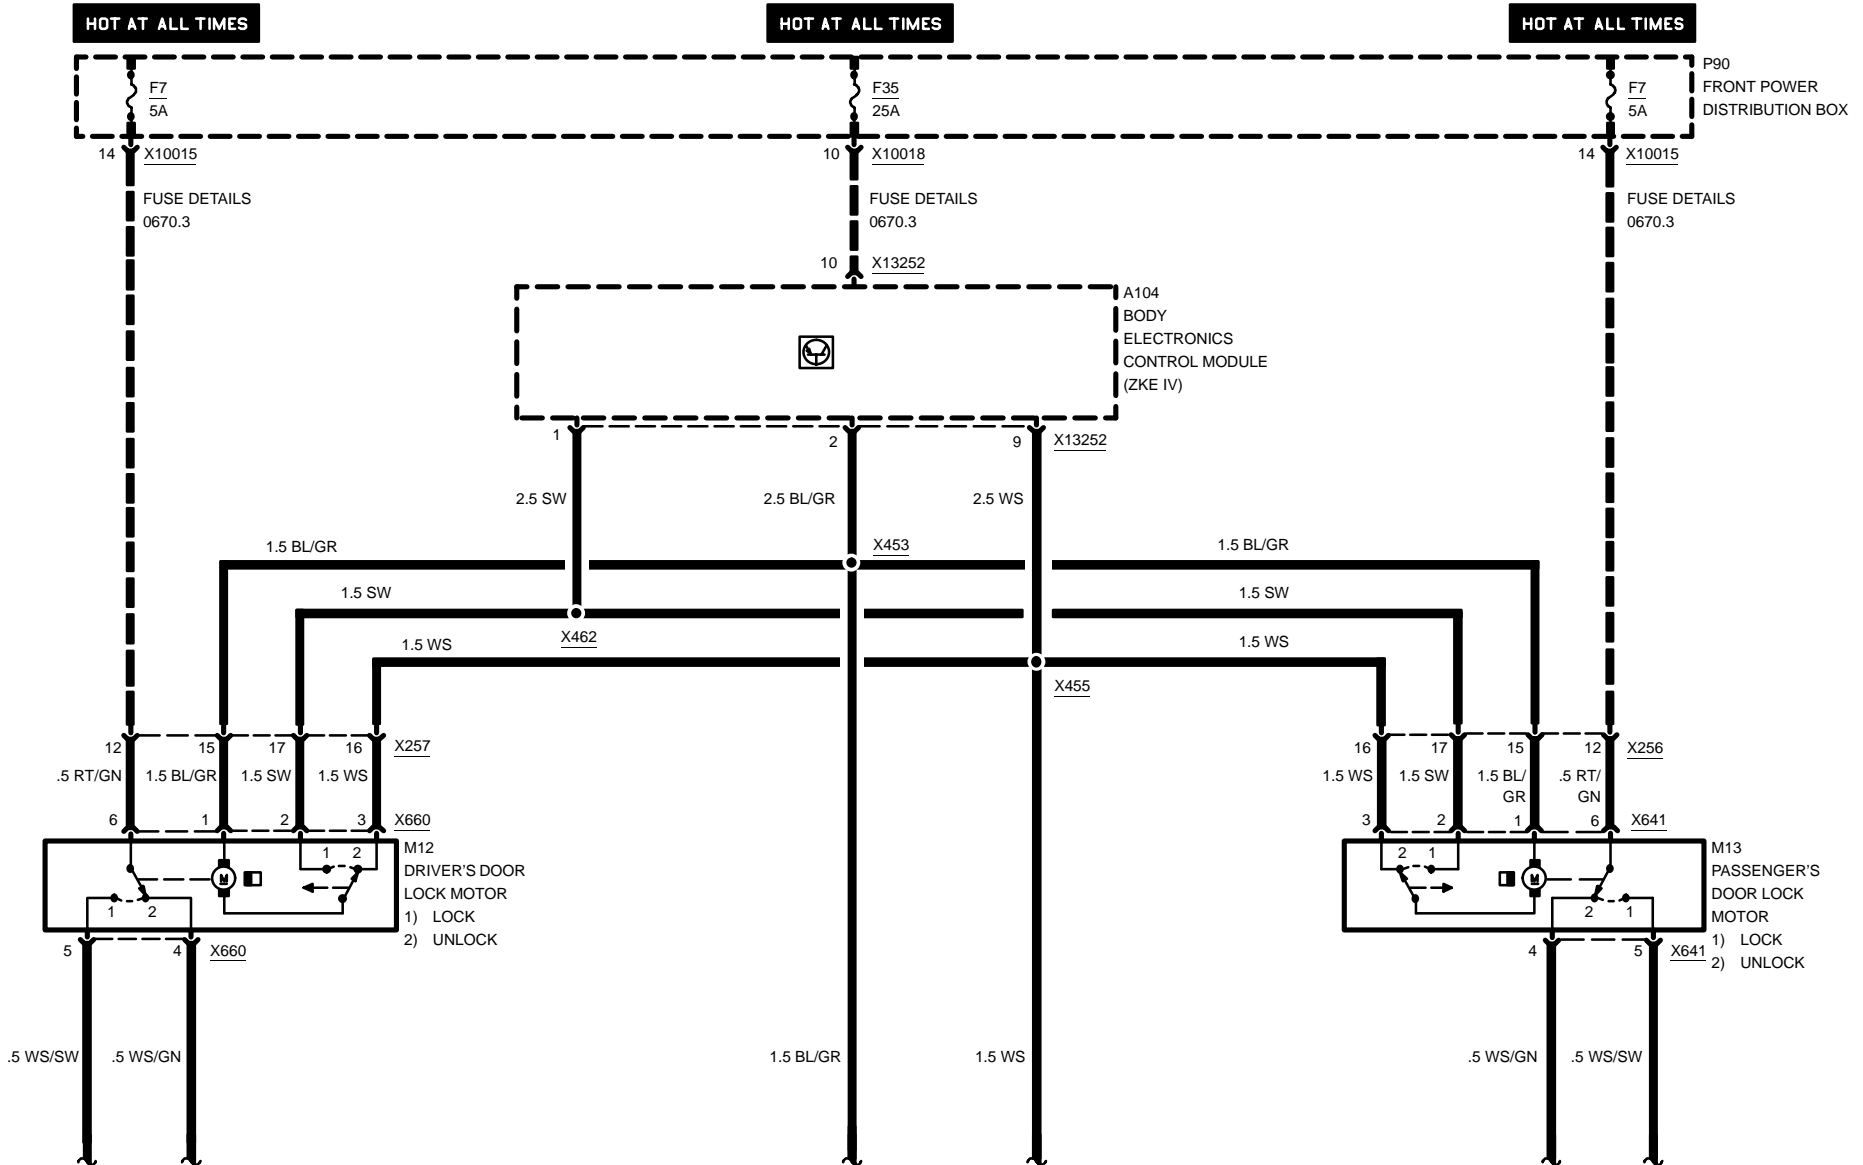 HOT AT ALL TIMES
HOT AT ALL TIMES
HOT AT ALL TIMES
F7
5A
F35
25A
F7
5A
P90
FRONT POWER
DISTRIBUTION BOX
14 X10015
10 X10018
14 X10015
FUSE DETAILS
0670.3
FUSE DETAILS
0670.3
FUSE DETAILS
0670.3
10 X13252
A104
BODY
ELECTRONICS
CONTROL MODULE
(ZKE IV)
1 2 9 X13252
2.5 SW 2.5 BL/GR 2.5 WS
1.5 BL/GR X453 1.5 BL/GR
1.5 SW 1.5 SW
X462
1.5 WS 1.5 WS
X455
12 15 17 16 X257
.5 RT/GN 1.5 BL/GR 1.5 SW 1.5 WS
6 1 2 3 X660
1 2
M
1 2
M12
DRIVER'S DOOR
LOCK MOTOR
1) LOCK
2) UNLOCK
5 4 X660
.5 WS/SW .5 WS/GN
1.5 BL/GR 1.5 WS
16 17 15 12 X256
1.5 WS 1.5 SW 1.5 BL/
GR
.5 RT/
GN
3 2 1 6 X641
2 1
M
2 1
M13
PASSENGER'S
DOOR LOCK
MOTOR
1) LOCK
2) UNLOCK
4 5 X641
.5 WS/GN .5 WS/SW